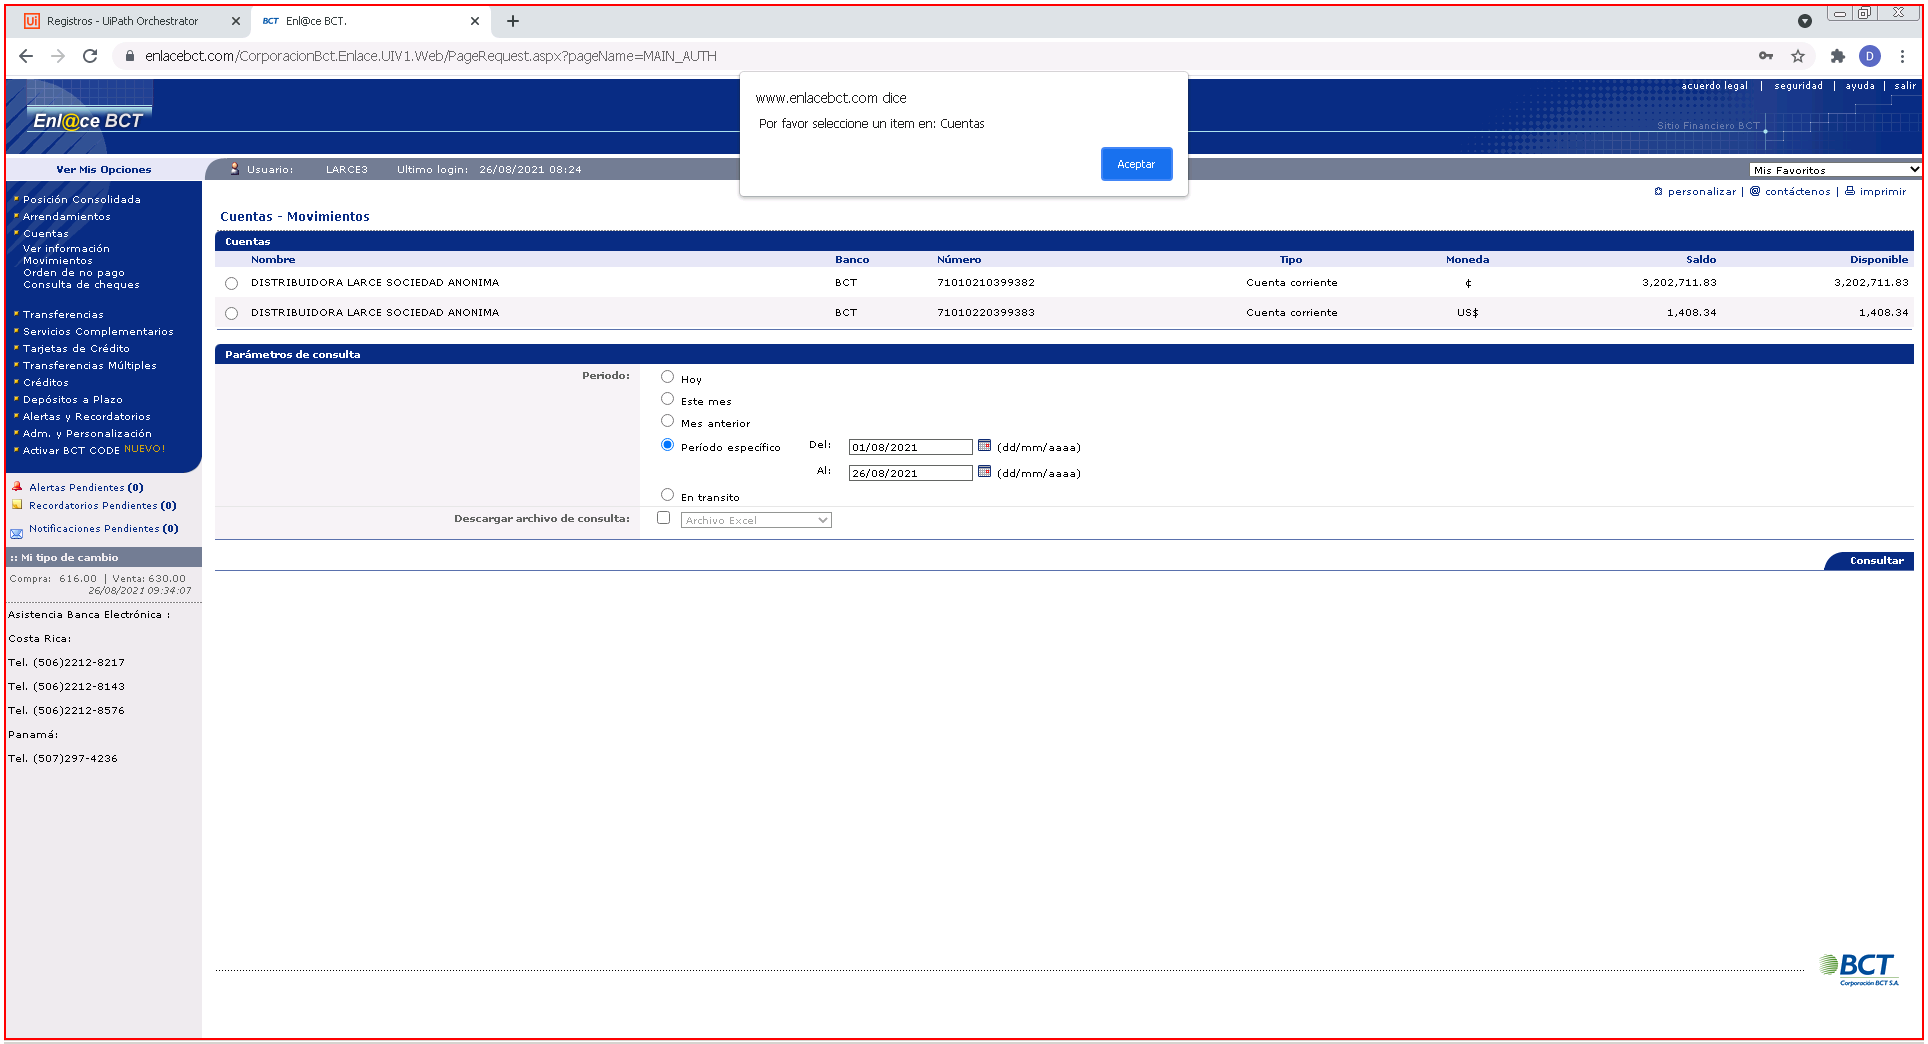 Registros - UiPath Orchestrator
BCT Enl@ce BCT.
enlacebct.com/CorporacionBct.Enlace.UIV1.Web/PageRequest.aspx?pageName=MAIN_AUTH
D
www.enlacebct.com dice
Por favor seleccione un item en: Cuentas
Aceptar
acuerdo legal | seguridad | ayuda | salir
Enl@ce BCT
Sitio Financiero BCT
Ver Mis Opciones
Usuario: LARCE3 Ultimo login: 26/08/2021 08:24
Mis Favoritos
personalizar | contáctenos | imprimir
Posición Consolidada
Arrendamientos
Cuentas
Ver información
Movimientos
Orden de no pago
Consulta de cheques
Transferencias
Servicios Complementarios
Tarjetas de Crédito
Transferencias Múltiples
Créditos
Depósitos a Plazo
Alertas y Recordatorios
Adm. y Personalización
Activar BCT CODE NUEVO!
Alertas Pendientes (0)
Recordatorios Pendientes (0)
Notificaciones Pendientes (0)
:: Mi tipo de cambio
Compra: 616.00 | Venta: 630.00
26/08/2021 09:34:07
Asistencia Banca Electrónica :
Costa Rica:
Tel. (506)2212-8217
Tel. (506)2212-8143
Tel. (506)2212-8576
Panamá:
Tel. (507)297-4236
Cuentas - Movimientos
Cuentas
Nombre Banco Número Tipo Moneda Saldo Disponible
DISTRIBUIDORA LARCE SOCIEDAD ANONIMA BCT 71010210399382 Cuenta corriente ¢ 3,202,711.83 3,202,711.83
DISTRIBUIDORA LARCE SOCIEDAD ANONIMA BCT 71010220399383 Cuenta corriente US$ 1,408.34 1,408.34
Parámetros de consulta
Periodo:
Hoy
Este mes
Mes anterior
Período específico Del: 01/08/2021 (dd/mm/aaaa)
Al: 26/08/2021 (dd/mm/aaaa)
En transito
Descargar archivo de consulta: Archivo Excel
Consultar
BCT
Corporación BCT S.A.